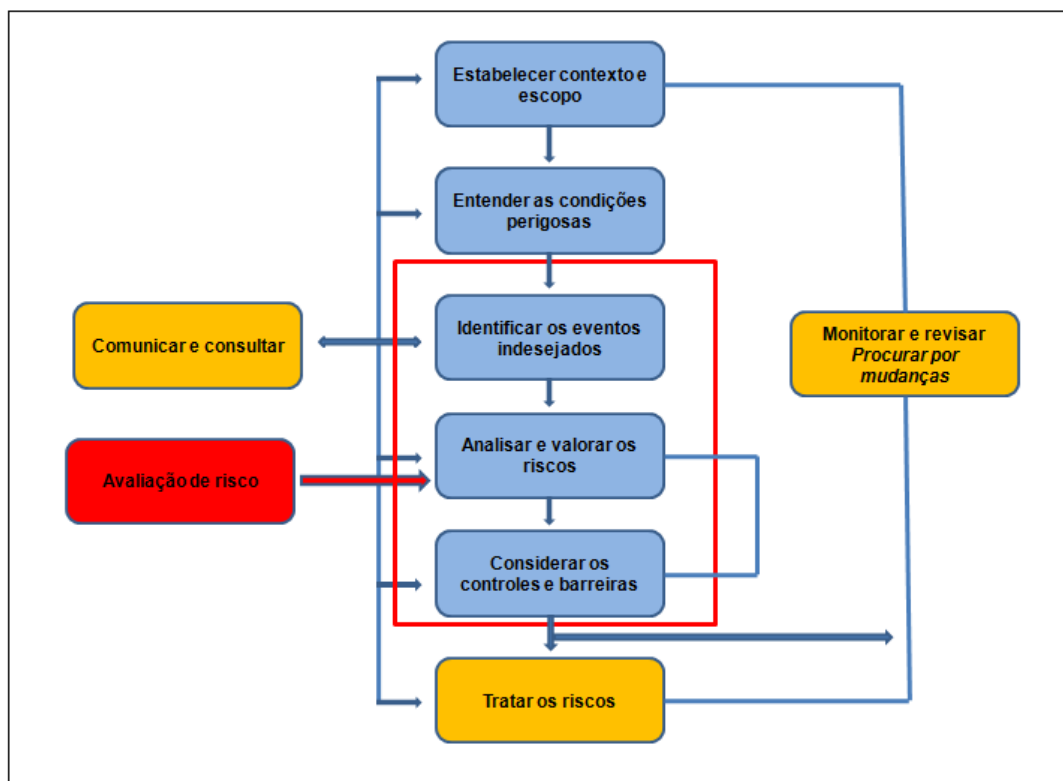 Estabelecer contexto e
escopo
Entender as condições
perigosas
Identificar os eventos
indesejados
Comunicar e consultar
Monitorar e revisar
Procurar por
mudanças
Analisar e valorar os
riscos
Avaliação de risco
Considerar os
controles e barreiras
Tratar os riscos